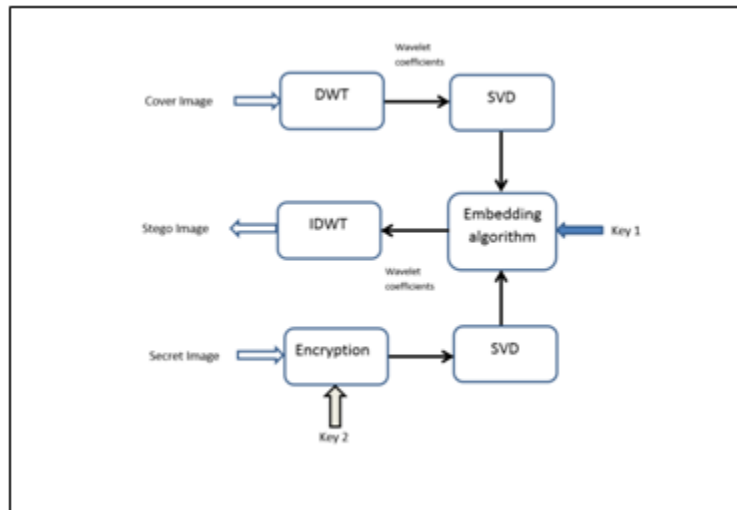 Wavelet
coefficients
Cover Image
DWT
SVD
Stego Image
IDWT
Embedding
algorithm
Key 1
Wavelet
coefficients
Secret Image
Encryption
SVD
Key 2